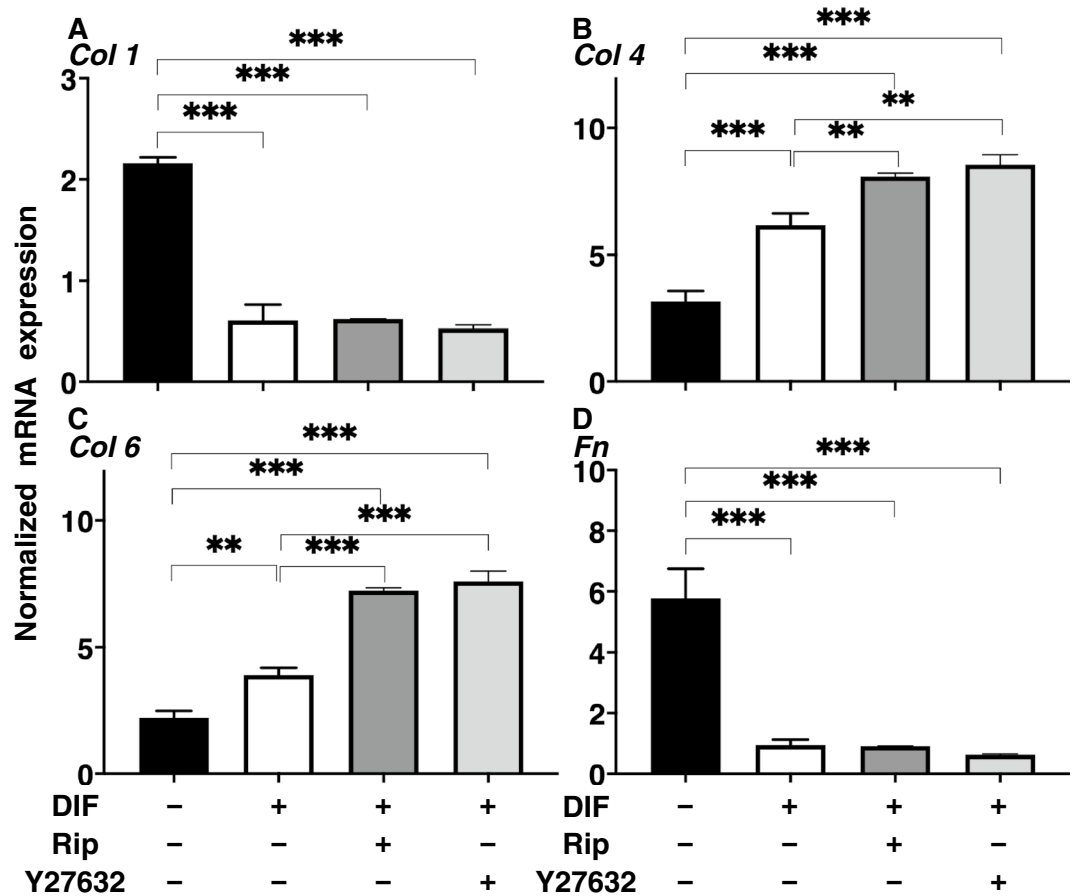 A
Col 1
***
***
***
3
2
1
0
B
Col 4
***
***
**
***
**
10
5
0
Normalized mRNA expression
C
Col 6
***
***
***
**
***
10
5
0
D
Fn
***
***
***
10
8
6
4
2
0
DIF − + + + DIF − + + +
Rip − − + − Rip − − + −
Y27632 − − − + Y27632 − − − +